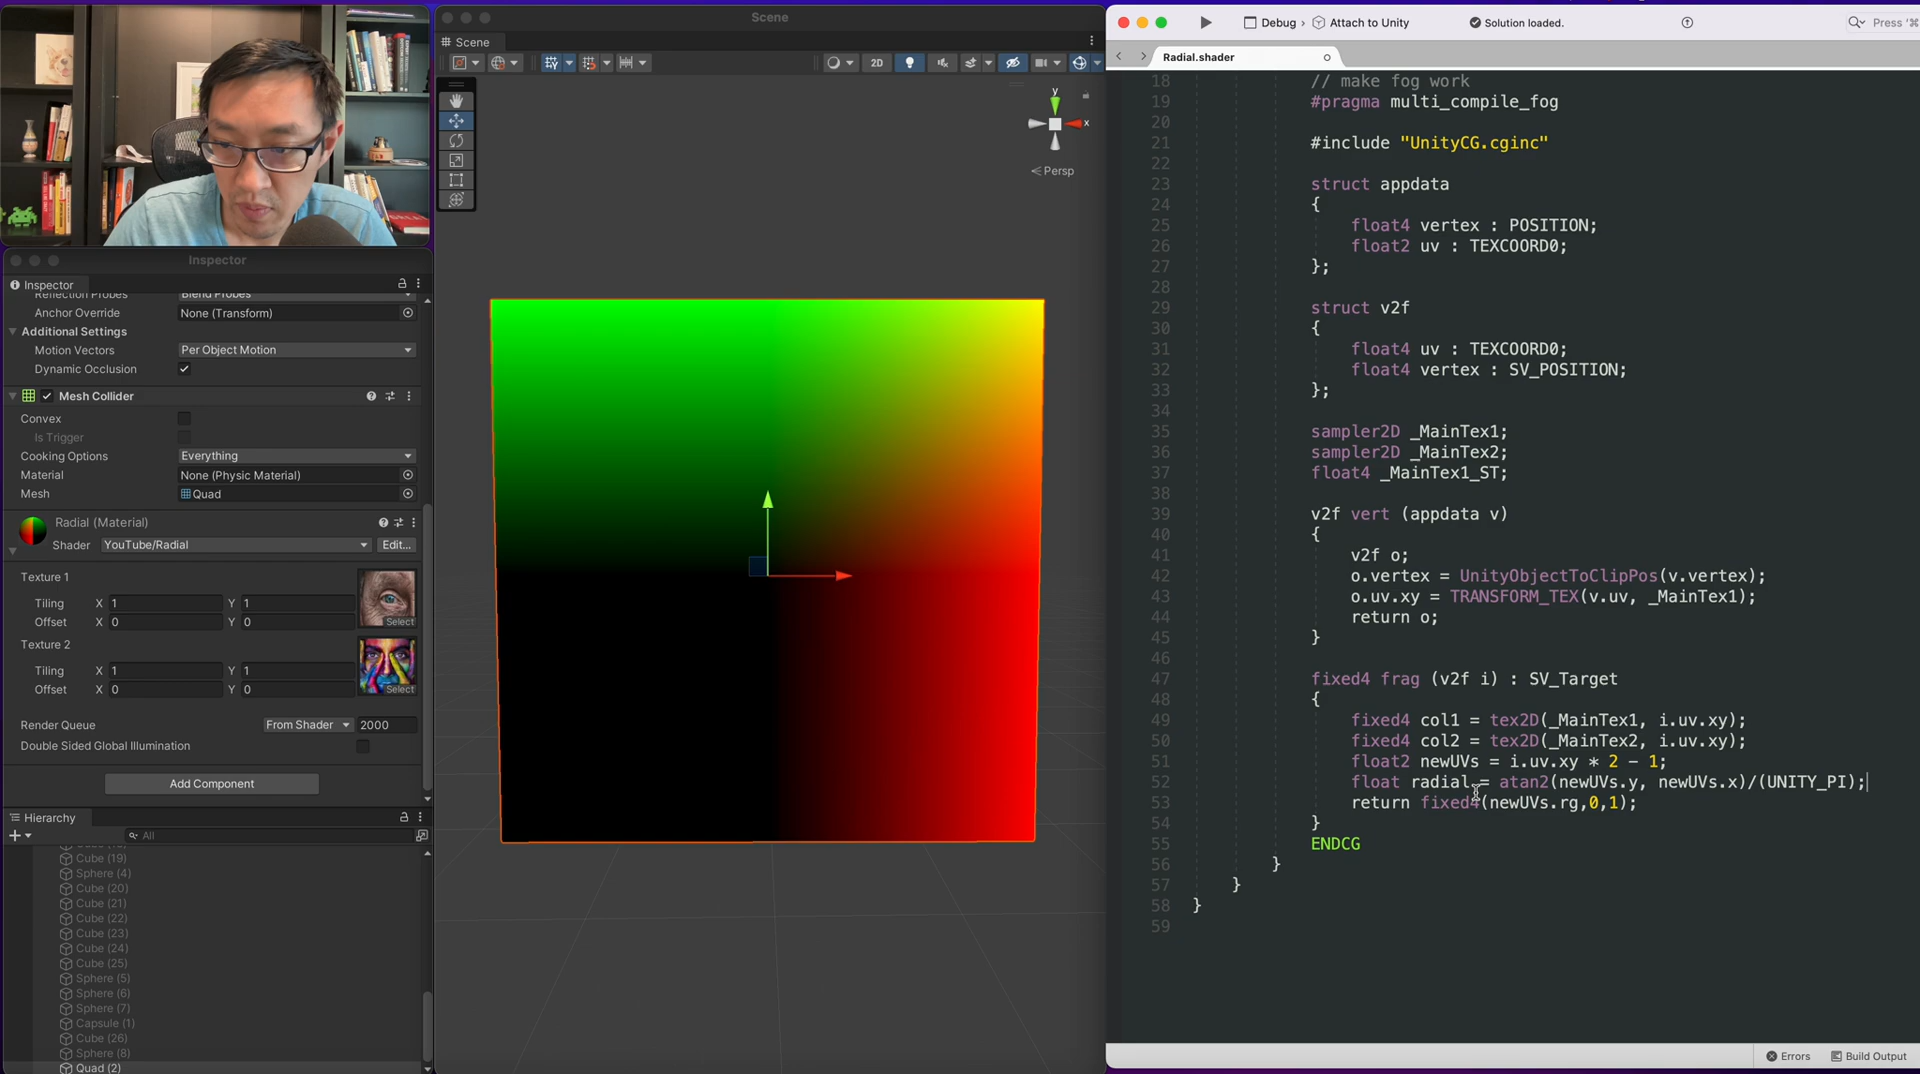 Scene
Debug › Attach to Unity
Solution loaded.
Press '⌘
Scene
2D
Radial.shader
y
x
< Persp
Inspector
Inspector
Reflection Probes Blend Probes
Anchor Override None (Transform)
Additional Settings
Motion Vectors Per Object Motion
Dynamic Occlusion
Mesh Collider
Convex
Is Trigger
Cooking Options Everything
Material None (Physic Material)
Mesh Quad
Radial (Material)
Shader YouTube/Radial Edit...
Texture 1
Tiling X 1 Y 1
Offset X 0 Y 0
Select
Texture 2
Tiling X 1 Y 1
Offset X 0 Y 0
Select
Render Queue From Shader 2000
Double Sided Global Illumination
Add Component
Hierarchy
All
Cube (19)
Sphere (4)
Cube (20)
Cube (21)
Cube (22)
Cube (23)
Cube (24)
Cube (25)
Sphere (5)
Sphere (6)
Sphere (7)
Capsule (1)
Cube (26)
Sphere (8)
Quad (2)
18 // make fog work
19 #pragma multi_compile_fog
20
21 #include "UnityCG.cginc"
22
23 struct appdata
24 {
25 float4 vertex : POSITION;
26 float2 uv : TEXCOORD0;
27 };
28
29 struct v2f
30 {
31 float4 uv : TEXCOORD0;
32 float4 vertex : SV_POSITION;
33 };
34
35 sampler2D _MainTex1;
36 sampler2D _MainTex2;
37 float4 _MainTex1_ST;
38
39 v2f vert (appdata v)
40 {
41 v2f o;
42 o.vertex = UnityObjectToClipPos(v.vertex);
43 o.uv.xy = TRANSFORM_TEX(v.uv, _MainTex1);
44 return o;
45 }
46
47 fixed4 frag (v2f i) : SV_Target
48 {
49 fixed4 col1 = tex2D(_MainTex1, i.uv.xy);
50 fixed4 col2 = tex2D(_MainTex2, i.uv.xy);
51 float2 newUVs = i.uv.xy * 2 - 1;
52 float radial = atan2(newUVs.y, newUVs.x)/(UNITY_PI);
53 return fixed4(newUVs.rg,0,1);
54 }
55 ENDCG
56 }
57 }
58 }
59
Errors
Build Output